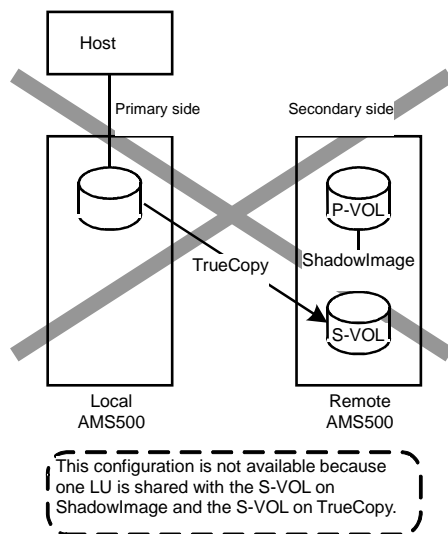 Host
Primary side
Secondary side
P-VOL
ShadowImage
TrueCopy
S-VOL
Local
AMS500
Remote
AMS500
This configuration is not available because
one LU is shared with the S-VOL on
ShadowImage and the S-VOL on TrueCopy.